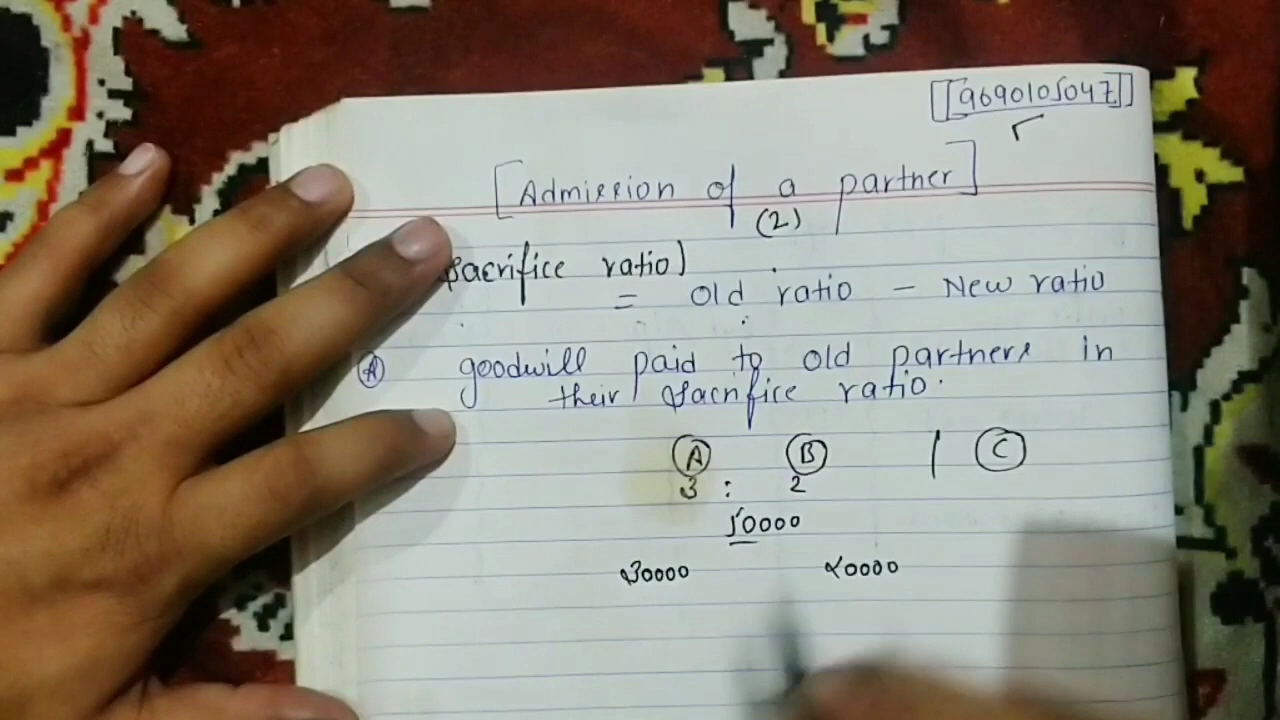 [[9690105047]]
[Admission of a partner]
(2)
sacrifice ratio)
= Old ratio - New ratio
(A) goodwill paid to old partners in
their sacrifice ratio.
A B | C
3 : 2
50000
30000 20000